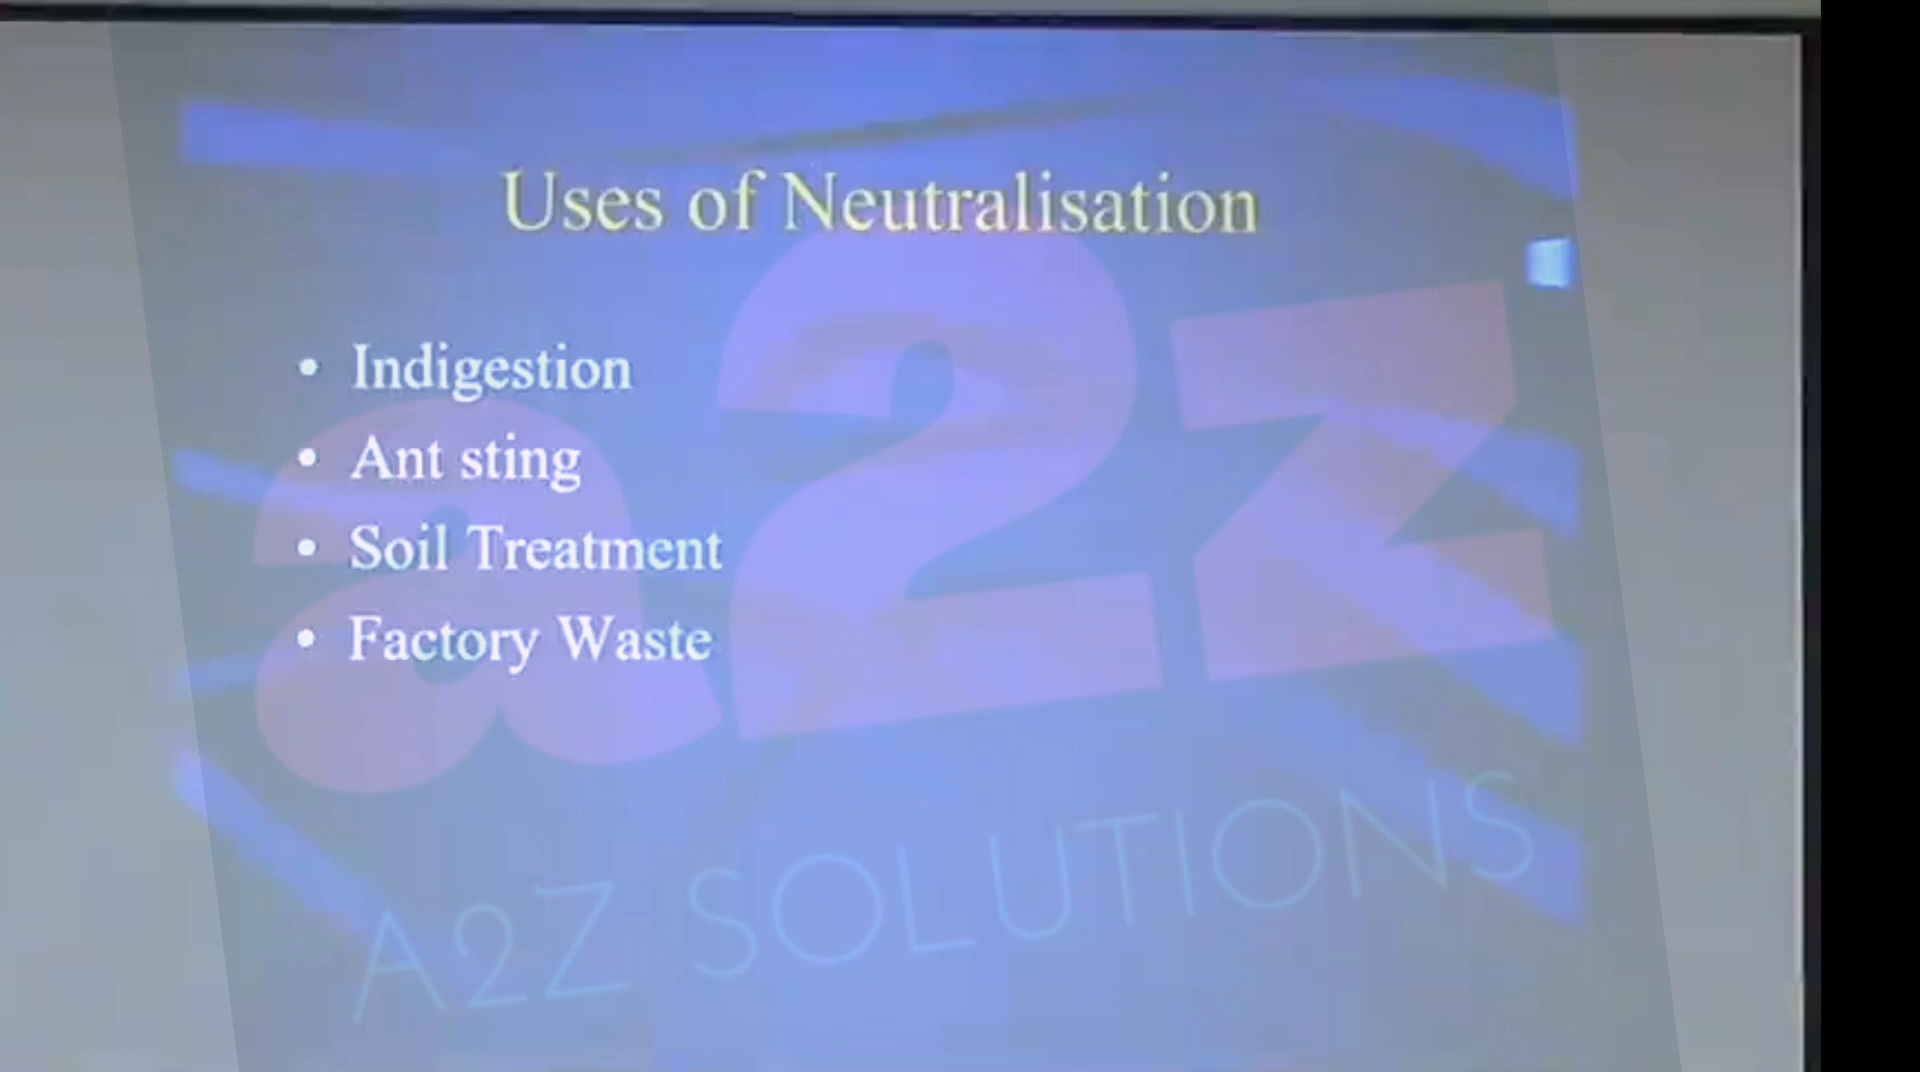 Uses of Neutralisation
• Indigestion
• Ant sting
• Soil Treatment
• Factory Waste
a2z
A2Z SOLUTIONS